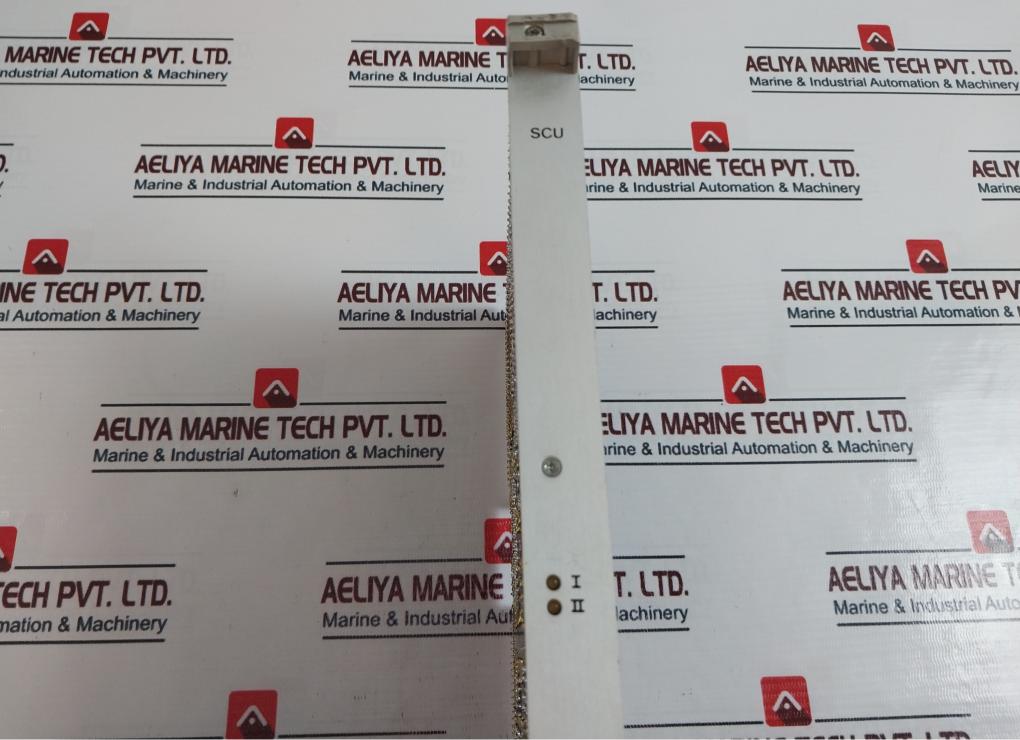 MARINE TECH PVT. LTD.
ndustrial Automation & Machinery
AELIYA MARINE T
Marine & Industrial Auto
T. LTD.
achinery
AELIYA MARINE TECH PVT. LTD.
Marine & Industrial Automation & Machinery
SCU
AELIYA MARINE TECH PVT. LTD.
Marine & Industrial Automation & Machinery
ELIYA MARINE TECH PVT. LTD.
rine & Industrial Automation & Machinery
AELIY
Marine
INE TECH PVT. LTD.
al Automation & Machinery
AELIYA MARINE
Marine & Industrial Aut
T. LTD.
achinery
AELIYA MARINE TECH PV
Marine & Industrial Automation &
AELIYA MARINE TECH PVT. LTD.
Marine & Industrial Automation & Machinery
ELIYA MARINE TECH PVT. LTD.
rine & Industrial Automation & Machinery
ECH PVT. LTD.
mation & Machinery
AELIYA MARINE
Marine & Industrial Aut
I
II
T. LTD.
achinery
AELIYA MARINE T
Marine & Industrial Auto